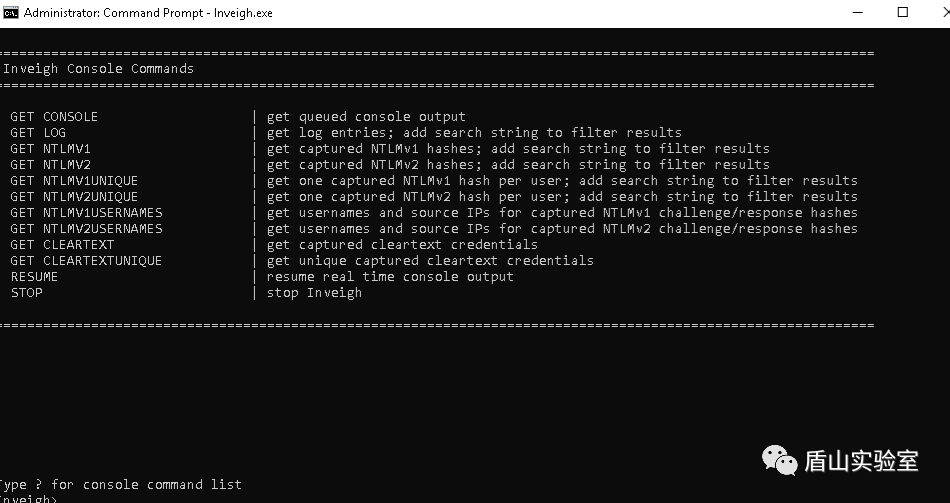 Administrator: Command Prompt - Inveigh.exe
================================================================================
Inveigh Console Commands
================================================================================
GET CONSOLE | get queued console output
GET LOG | get log entries; add search string to filter results
GET NTLMV1 | get captured NTLMv1 hashes; add search string to filter results
GET NTLMV2 | get captured NTLMv2 hashes; add search string to filter results
GET NTLMV1UNIQUE | get one captured NTLMv1 hash per user; add search string to filter results
GET NTLMV2UNIQUE | get one captured NTLMv2 hash per user; add search string to filter results
GET NTLMV1USERNAMES | get usernames and source IPs for captured NTLMv1 challenge/response hashes
GET NTLMV2USERNAMES | get usernames and source IPs for captured NTLMv2 challenge/response hashes
GET CLEARTEXT | get captured cleartext credentials
GET CLEARTEXTUNIQUE | get unique captured cleartext credentials
RESUME | resume real time console output
STOP | stop Inveigh
================================================================================
盾山实验室
Type ? for console command list
Inveigh>